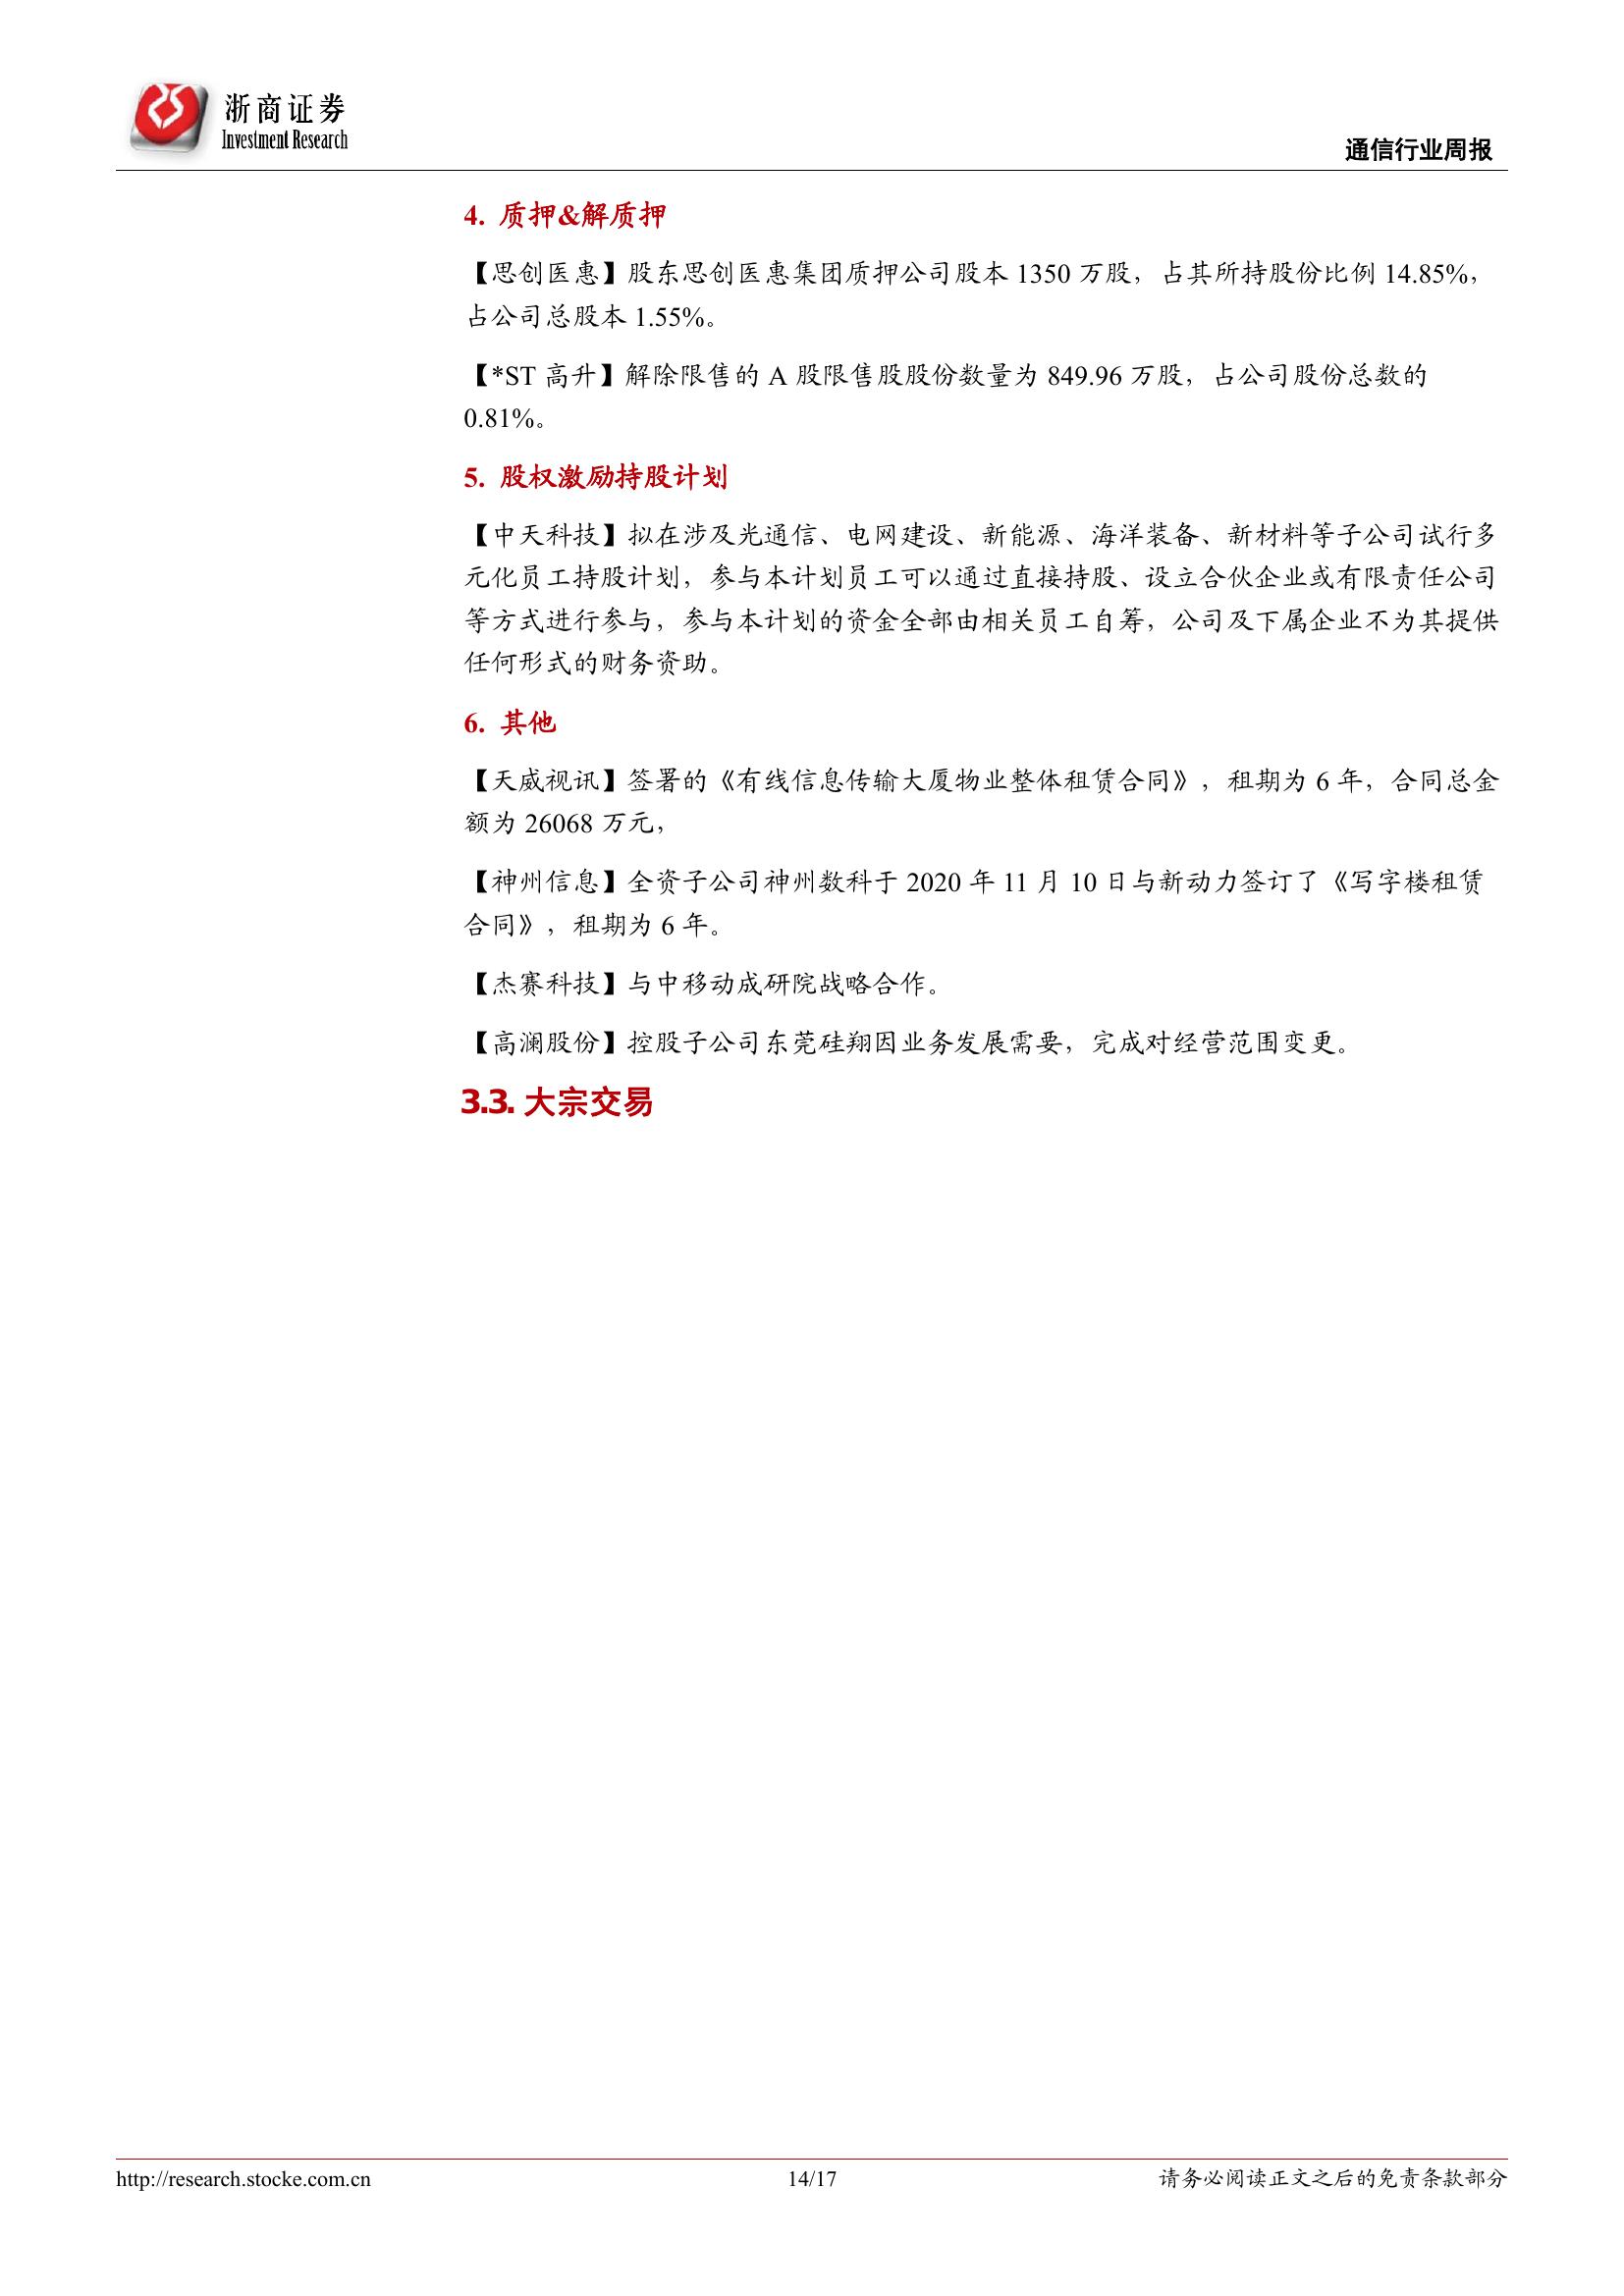 浙商证券
Investment Research
通信行业周报
4. 质押&解质押
【思创医惠】股东思创医惠集团质押公司股本 1350 万股，占其所持股份比例 14.85%，
占公司总股本 1.55%。
【*ST 高升】解除限售的 A 股限售股股份数量为 849.96 万股，占公司股份总数的
0.81%。
5. 股权激励持股计划
【中天科技】拟在涉及光通信、电网建设、新能源、海洋装备、新材料等子公司试行多
元化员工持股计划，参与本计划员工可以通过直接持股、设立合伙企业或有限责任公司
等方式进行参与，参与本计划的资金全部由相关员工自筹，公司及下属企业不为其提供
任何形式的财务资助。
6. 其他
【天威视讯】签署的《有线信息传输大厦物业整体租赁合同》，租期为 6 年，合同总金
额为 26068 万元，
【神州信息】全资子公司神州数科于 2020 年 11 月 10 日与新动力签订了《写字楼租赁
合同》，租期为 6 年。
【杰赛科技】与中移动成研院战略合作。
【高澜股份】控股子公司东莞硅翔因业务发展需要，完成对经营范围变更。
3.3. 大宗交易
http://research.stocke.com.cn
14/17
请务必阅读正文之后的免责条款部分